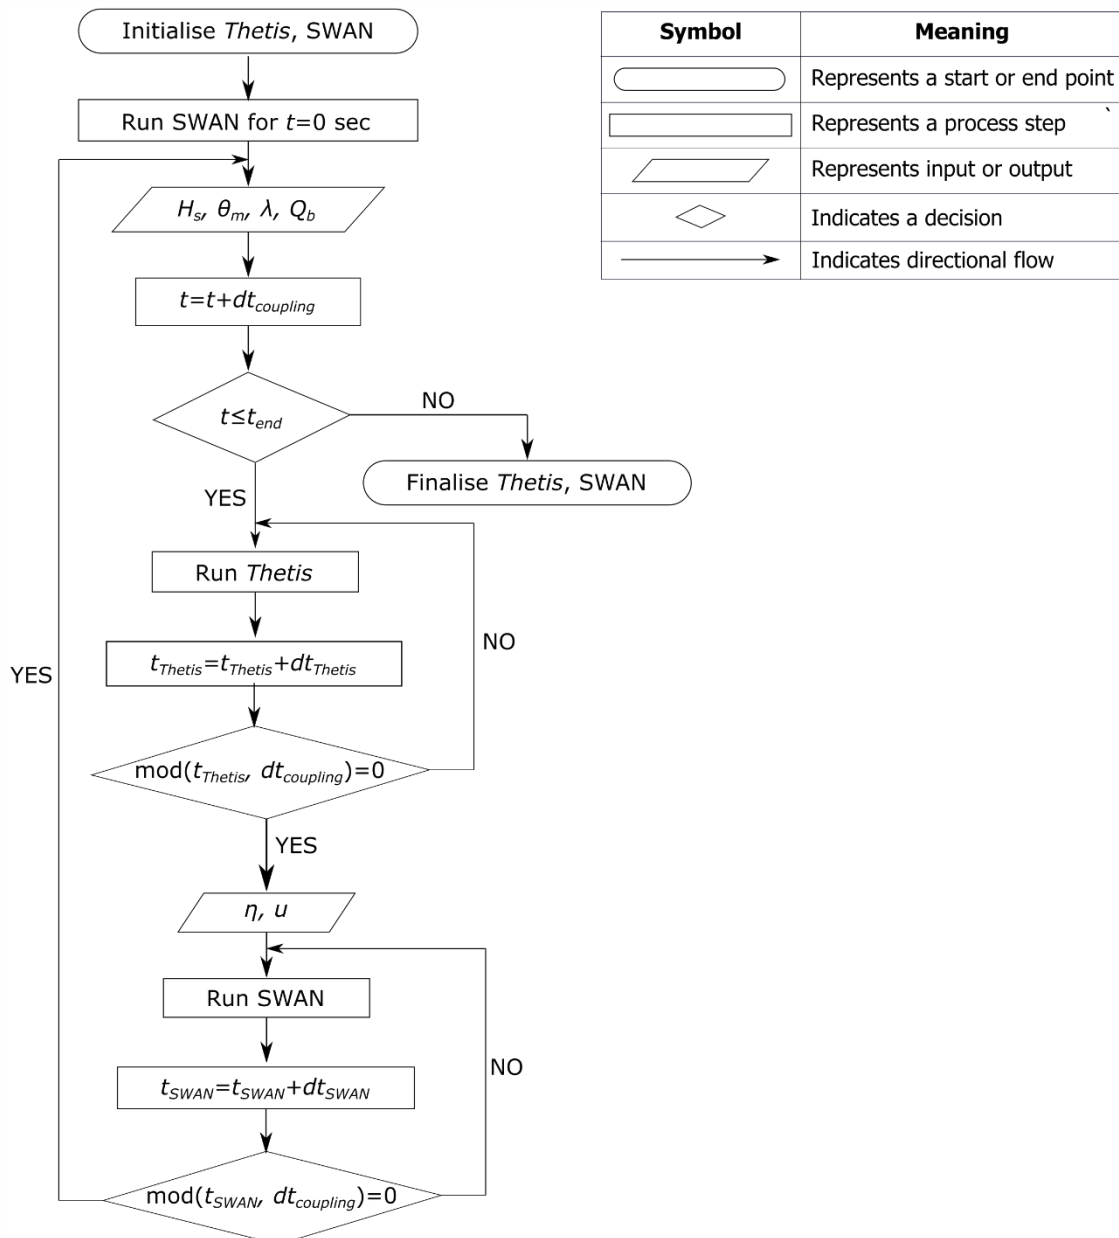 Initialise Thetis, SWAN
Run SWAN for t=0 sec
Hs, θm, λ, Qb
t=t+dtcoupling
t≤tend
NO
Finalise Thetis, SWAN
YES
Run Thetis
NO
tThetis=tThetis+dtThetis
YES
mod(tThetis, dtcoupling)=0
YES
η, u
Run SWAN
NO
tSWAN=tSWAN+dtSWAN
mod(tSWAN, dtcoupling)=0
Symbol Meaning
Represents a start or end point
Represents a process step `
Represents input or output
Indicates a decision
Indicates directional flow